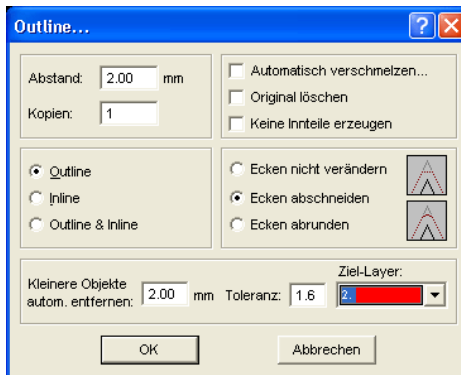 Outline...
Abstand: 2.00 mm
Kopien: 1
Automatisch verschmelzen...
Original löschen
Keine Innteile erzeugen
Outline
Inline
Outline & Inline
Ecken nicht verändern
Ecken abschneiden
Ecken abrunden
Kleinere Objekte
autom. entfernen: 2.00 mm Toleranz: 1.6
Ziel-Layer:
2.
OK
Abbrechen